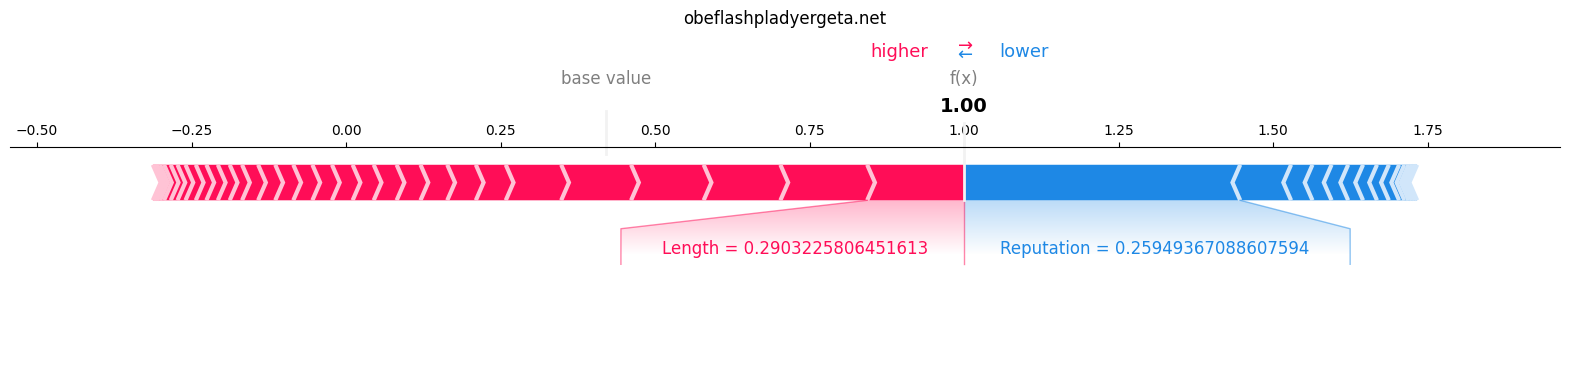 obeflashpladyergeta.net
higher ⇄ lower
base value f(x)
1.00
−0.50 −0.25 0.00 0.25 0.50 0.75 1.00 1.25 1.50 1.75
Length = 0.2903225806451613 Reputation = 0.25949367088607594